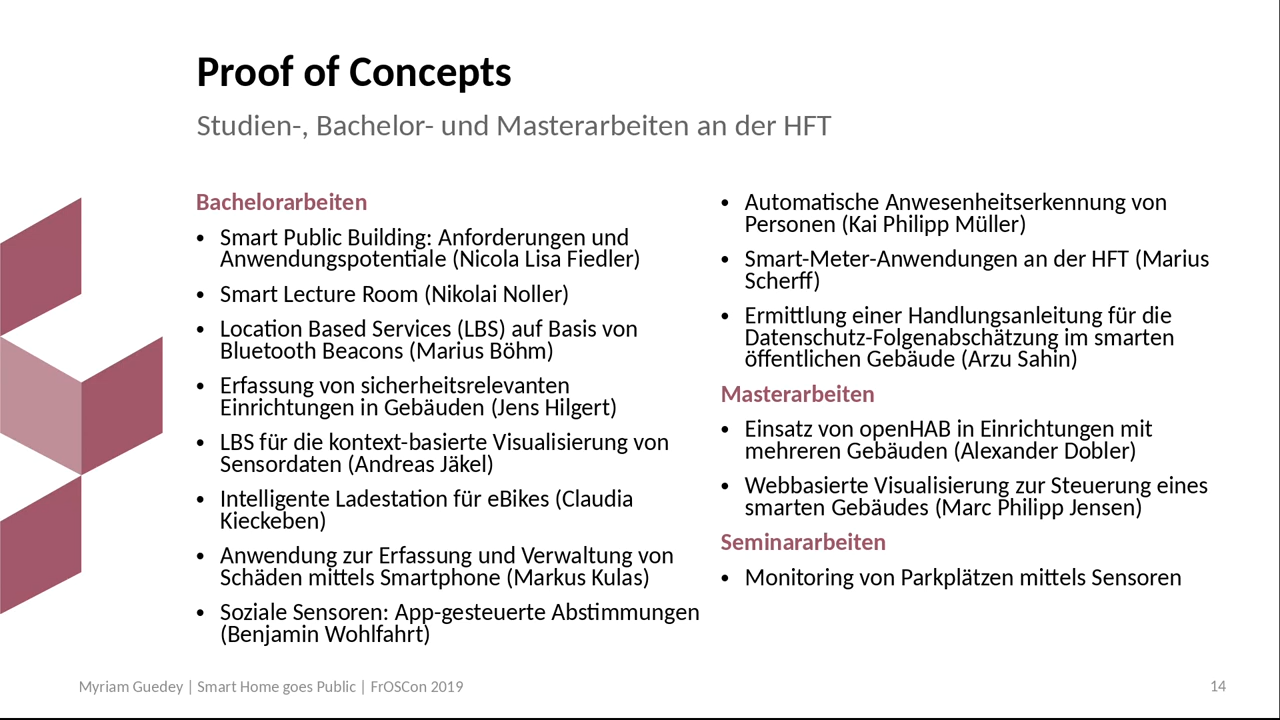 Proof of Concepts
Studien-, Bachelor- und Masterarbeiten an der HFT
Bachelorarbeiten
• Smart Public Building: Anforderungen und
Anwendungspotentiale (Nicola Lisa Fiedler)
• Smart Lecture Room (Nikolai Noller)
• Location Based Services (LBS) auf Basis von
Bluetooth Beacons (Marius Böhm)
• Erfassung von sicherheitsrelevanten
Einrichtungen in Gebäuden (Jens Hilgert)
• LBS für die kontext-basierte Visualisierung von
Sensordaten (Andreas Jäkel)
• Intelligente Ladestation für eBikes (Claudia
Kieckeben)
• Anwendung zur Erfassung und Verwaltung von
Schäden mittels Smartphone (Markus Kulas)
• Soziale Sensoren: App-gesteuerte Abstimmungen
(Benjamin Wohlfahrt)
• Automatische Anwesenheitserkennung von
Personen (Kai Philipp Müller)
• Smart-Meter-Anwendungen an der HFT (Marius
Scherff)
• Ermittlung einer Handlungsanleitung für die
Datenschutz-Folgenabschätzung im smarten
öffentlichen Gebäude (Arzu Sahin)
Masterarbeiten
• Einsatz von openHAB in Einrichtungen mit
mehreren Gebäuden (Alexander Dobler)
• Webbasierte Visualisierung zur Steuerung eines
smarten Gebäudes (Marc Philipp Jensen)
Seminararbeiten
• Monitoring von Parkplätzen mittels Sensoren
Myriam Guedey | Smart Home goes Public | FrOSCon 2019
14